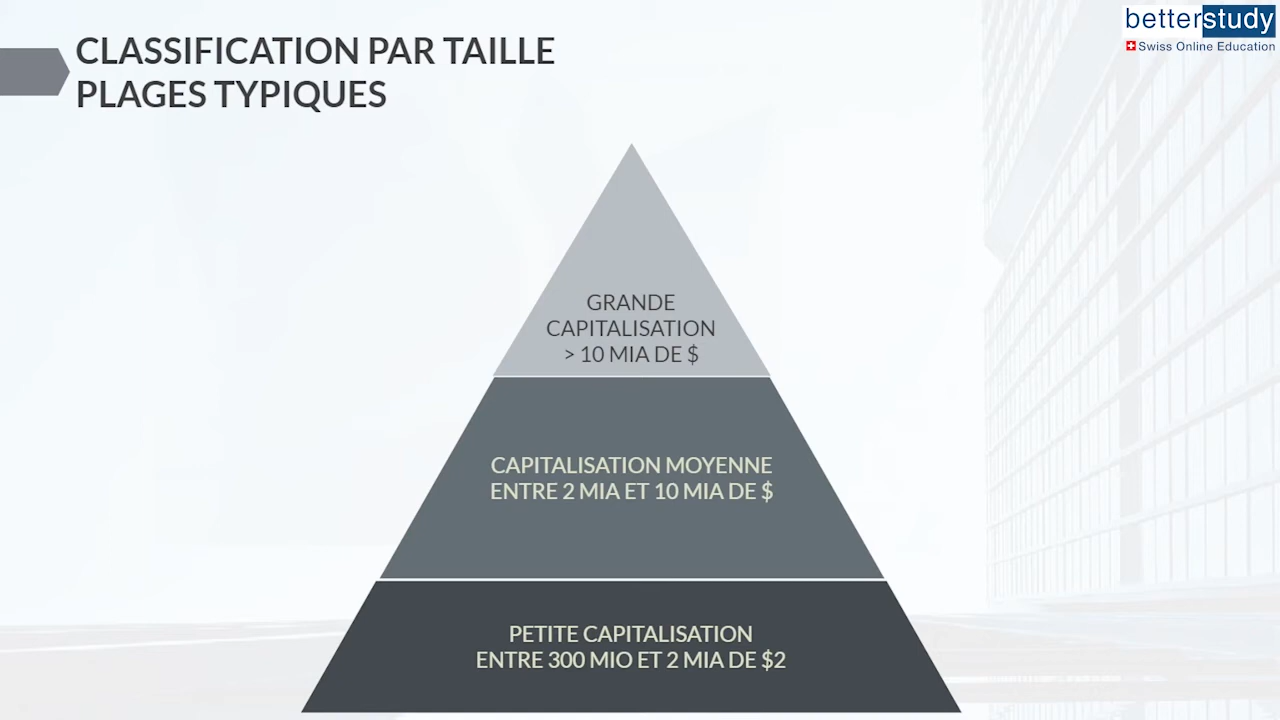 betterstudy
Swiss Online Education
CLASSIFICATION PAR TAILLE
PLAGES TYPIQUES
GRANDE
CAPITALISATION
> 10 MIA DE $
CAPITALISATION MOYENNE
ENTRE 2 MIA ET 10 MIA DE $
PETITE CAPITALISATION
ENTRE 300 MIO ET 2 MIA DE $2